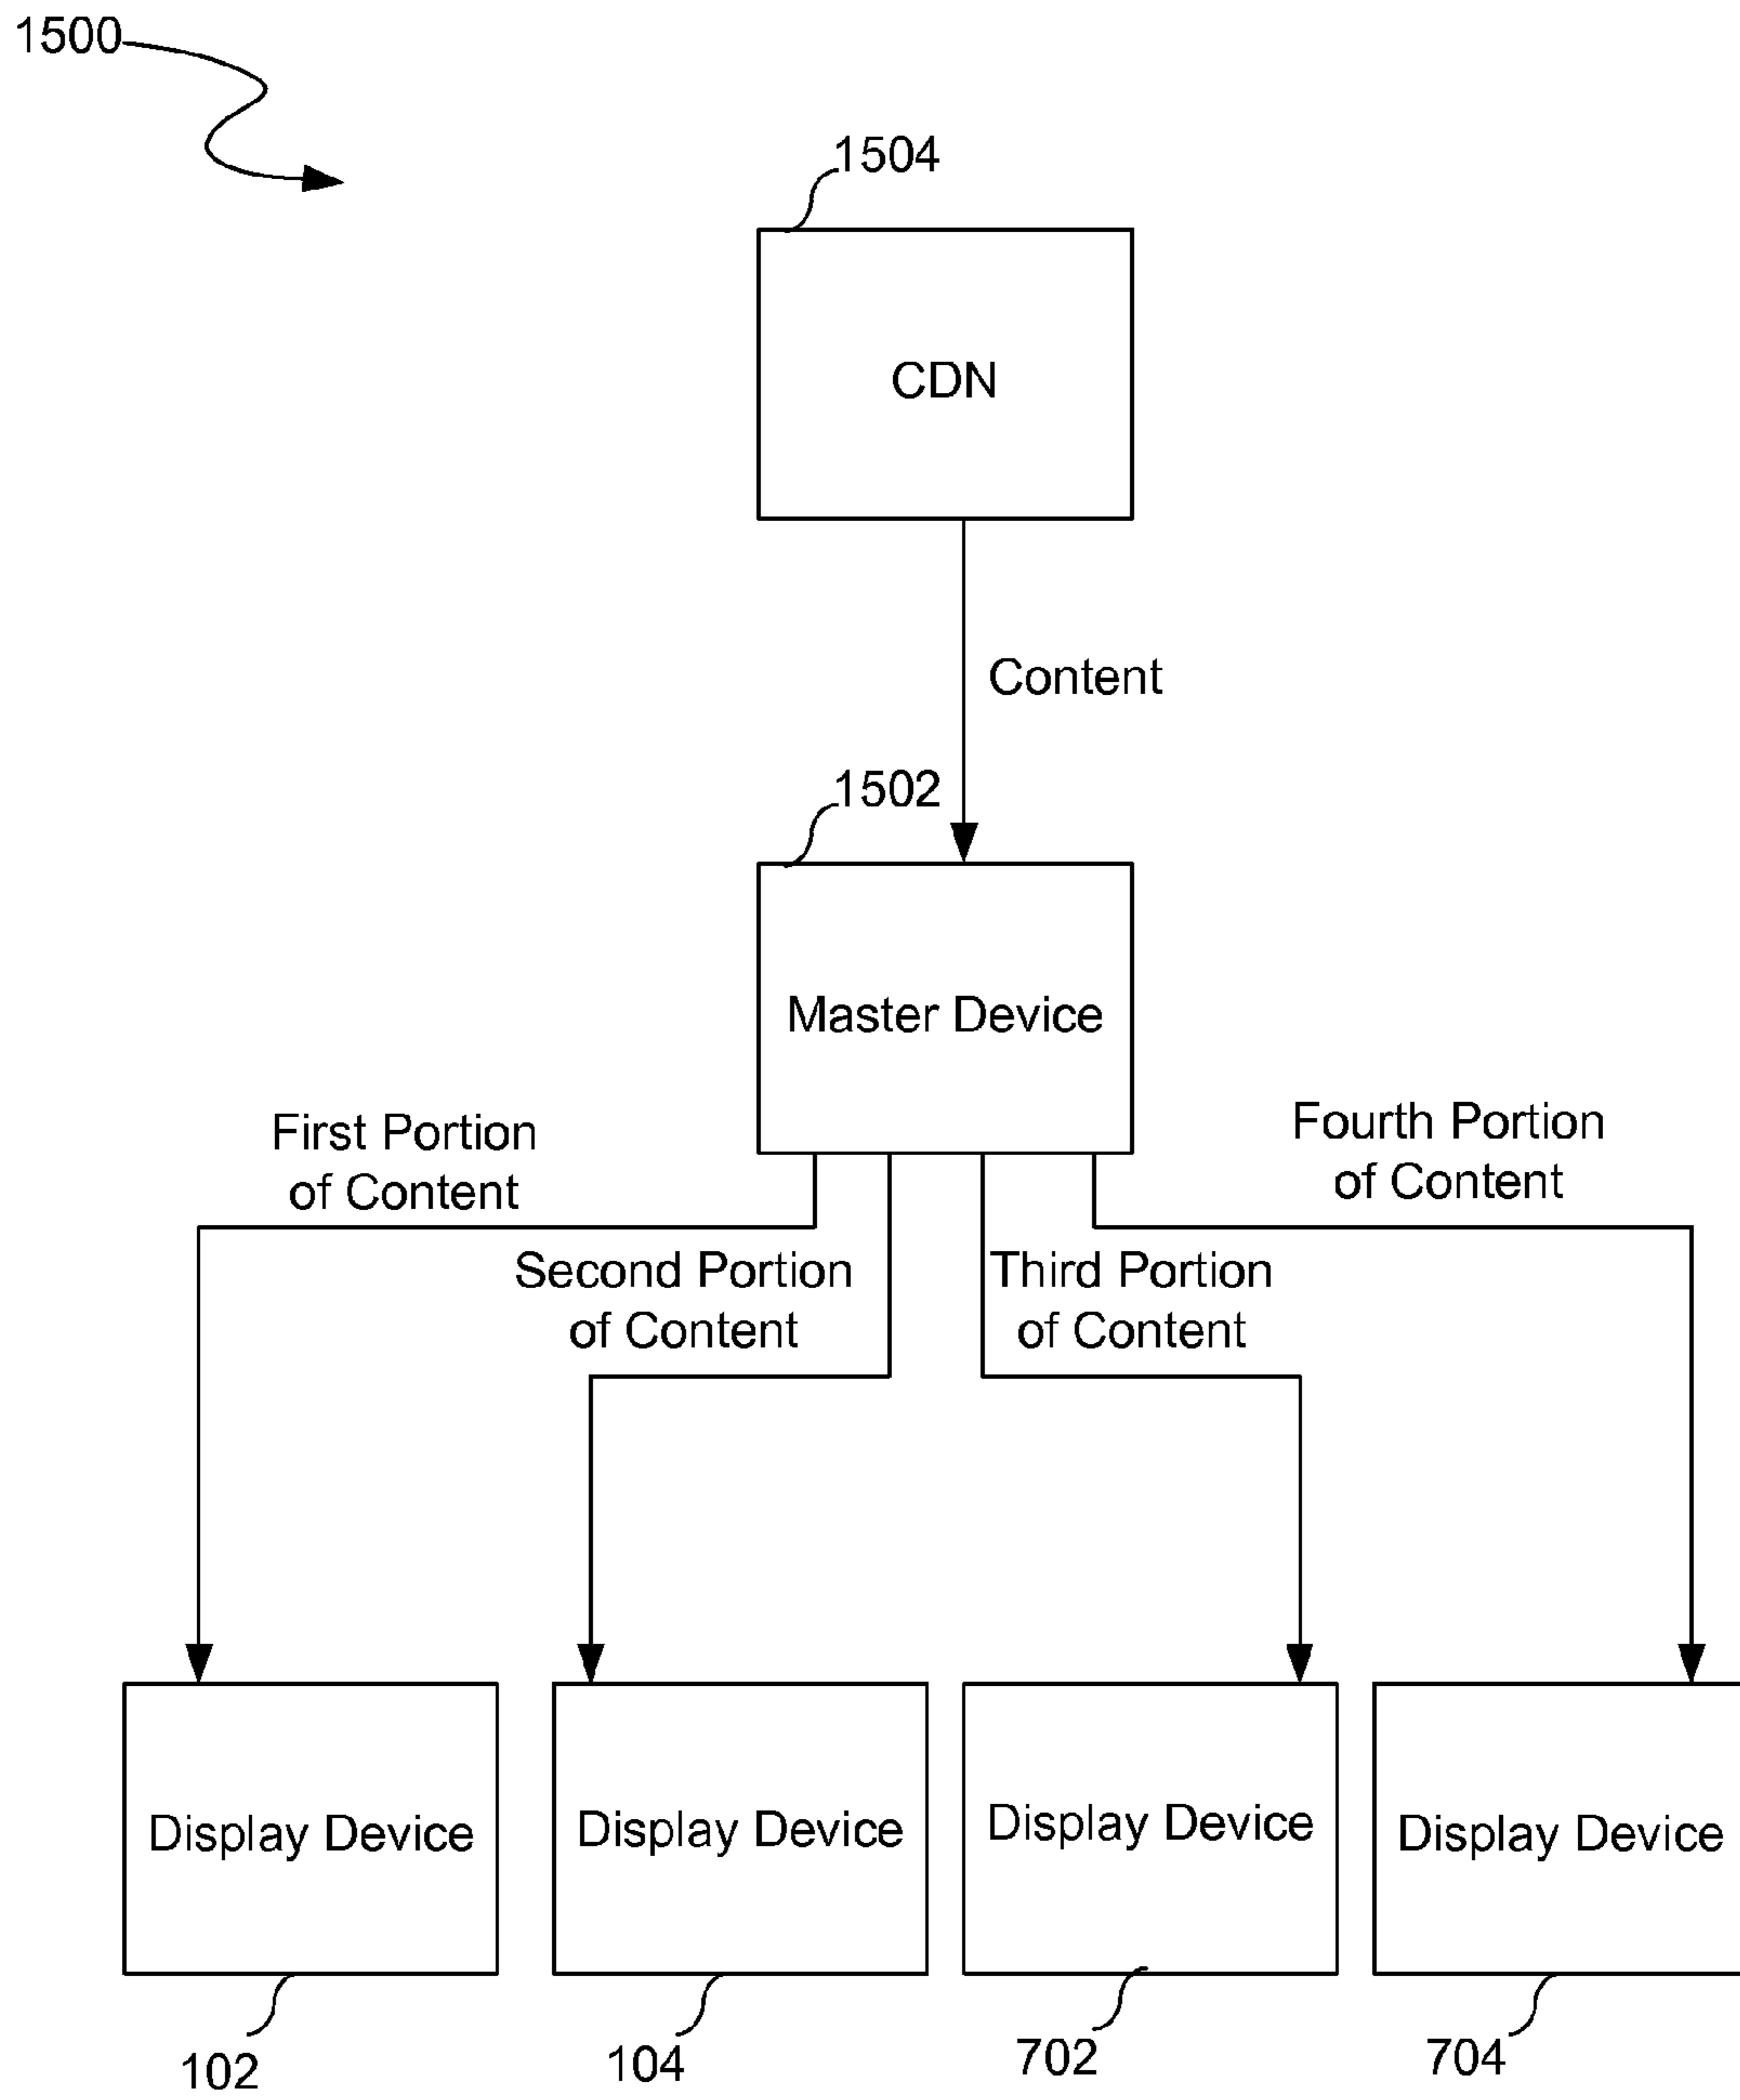 1500
1504
CDN
Content
1502
Master Device
First Portion
of Content
Fourth Portion
of Content
Second Portion
of Content
Third Portion
of Content
Display Device
Display Device
Display Device
Display Device
102
104
702
704